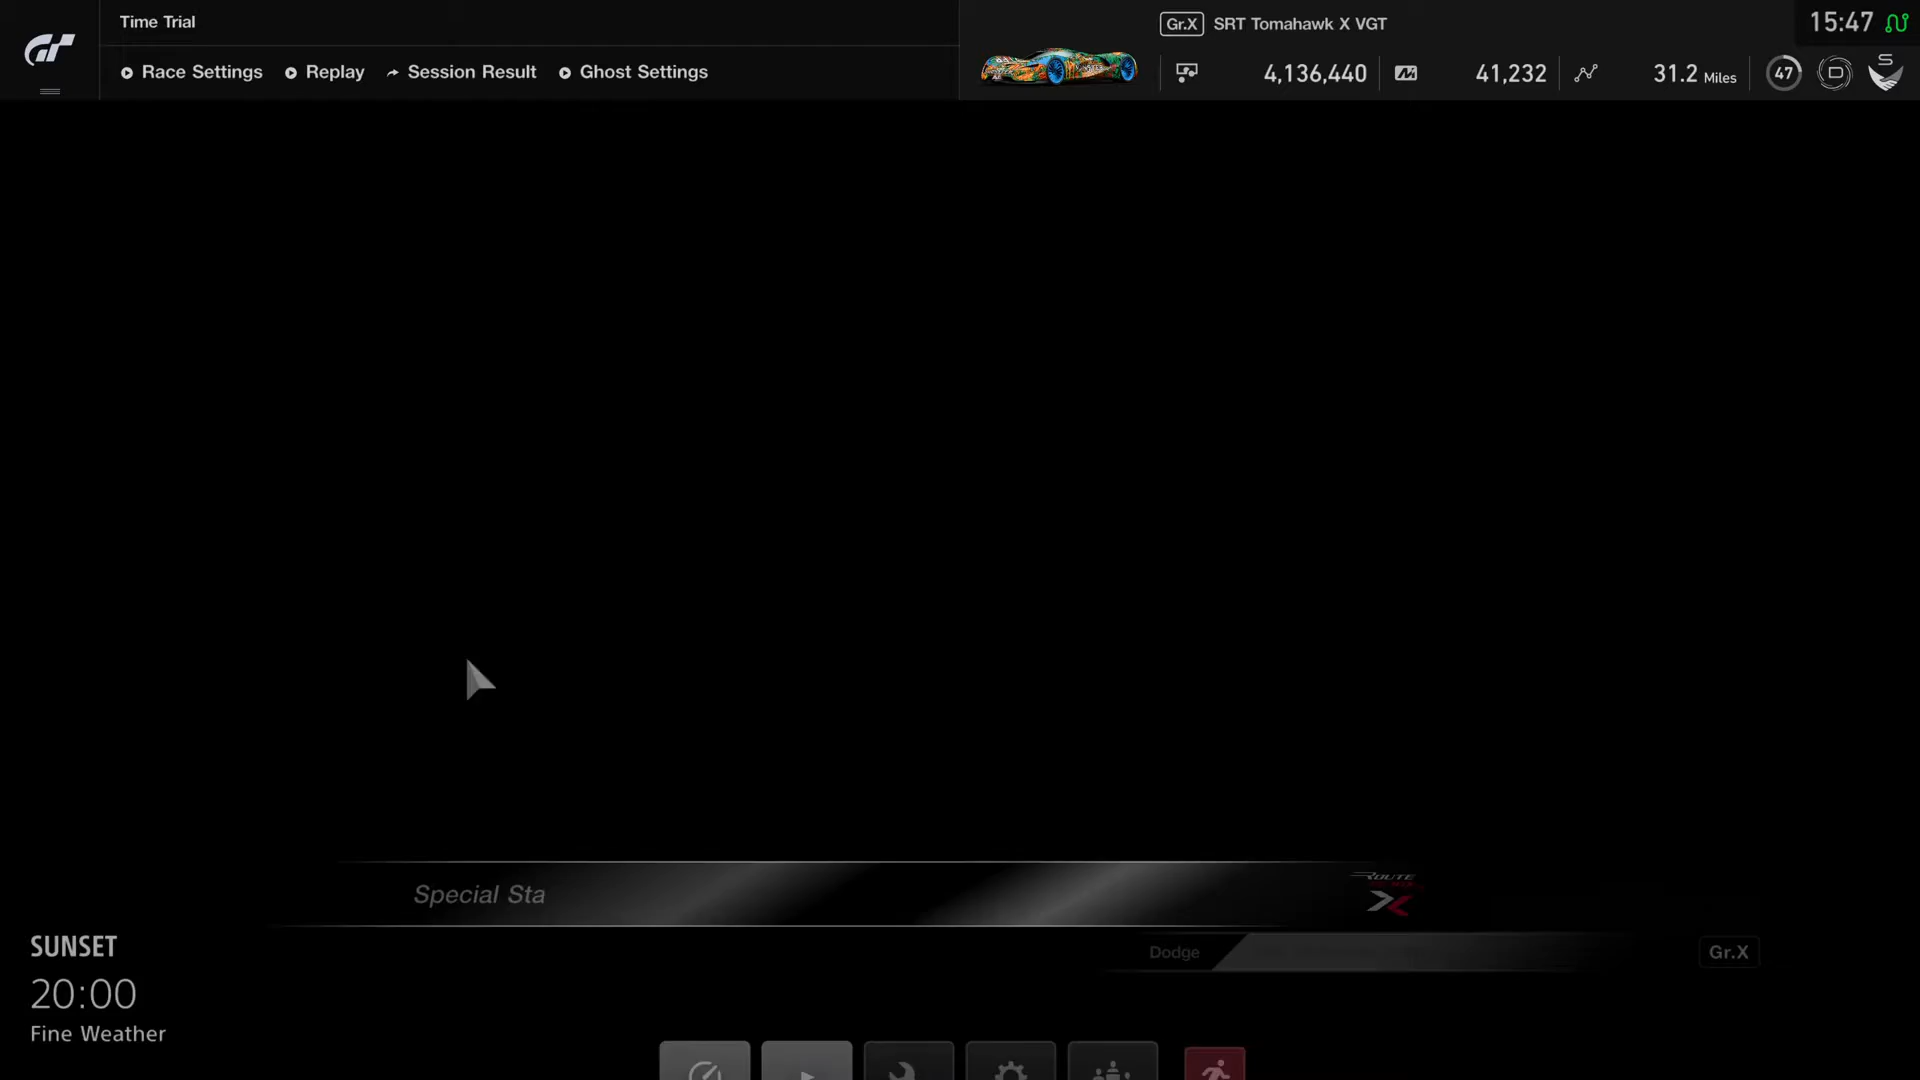 Time Trial
Race Settings Replay Session Result Ghost Settings
Gr.X SRT Tomahawk X VGT
15:47
4,136,440 41,232 31.2 Miles 47 D S
Special Sta
ROUTE X
Dodge
Gr.X
SUNSET
20:00
Fine Weather